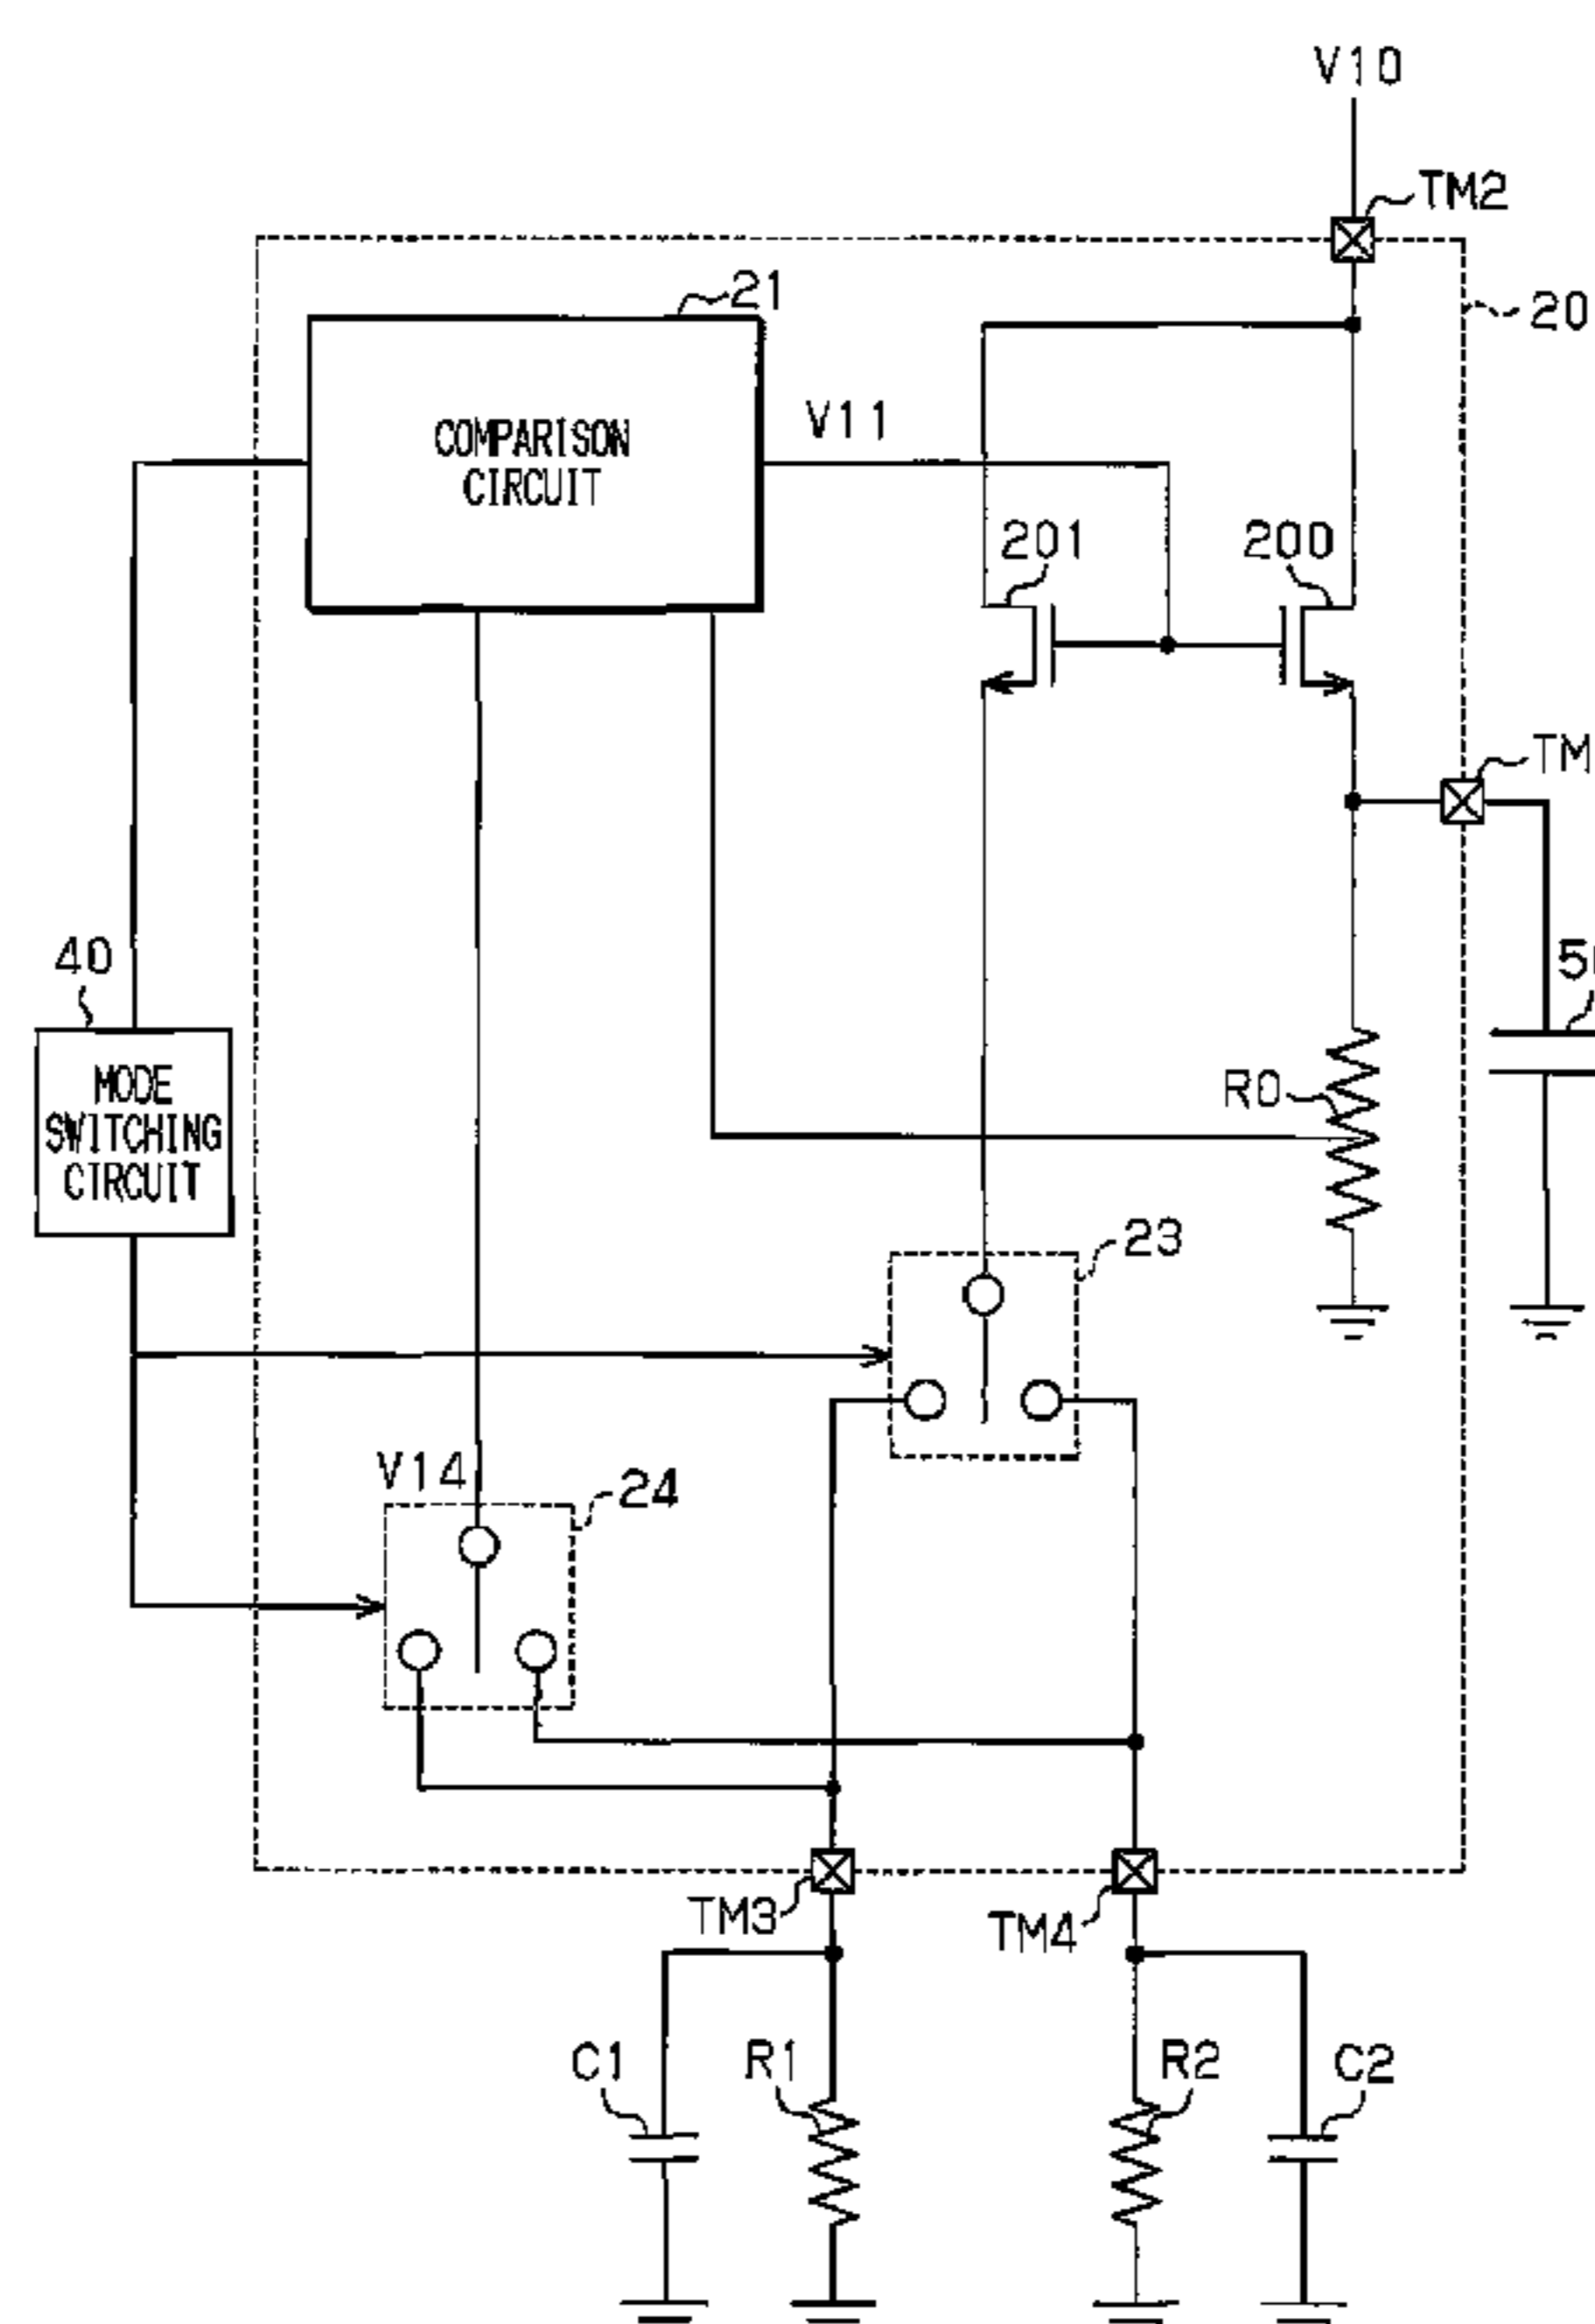 V10
TM2
20
21
COMPARISON
CIRCUIT
V11
201
200
TM
40
MODE
SWITCHING
CIRCUIT
R0
23
V14
24
TM3
TM4
C1
R1
R2
C2